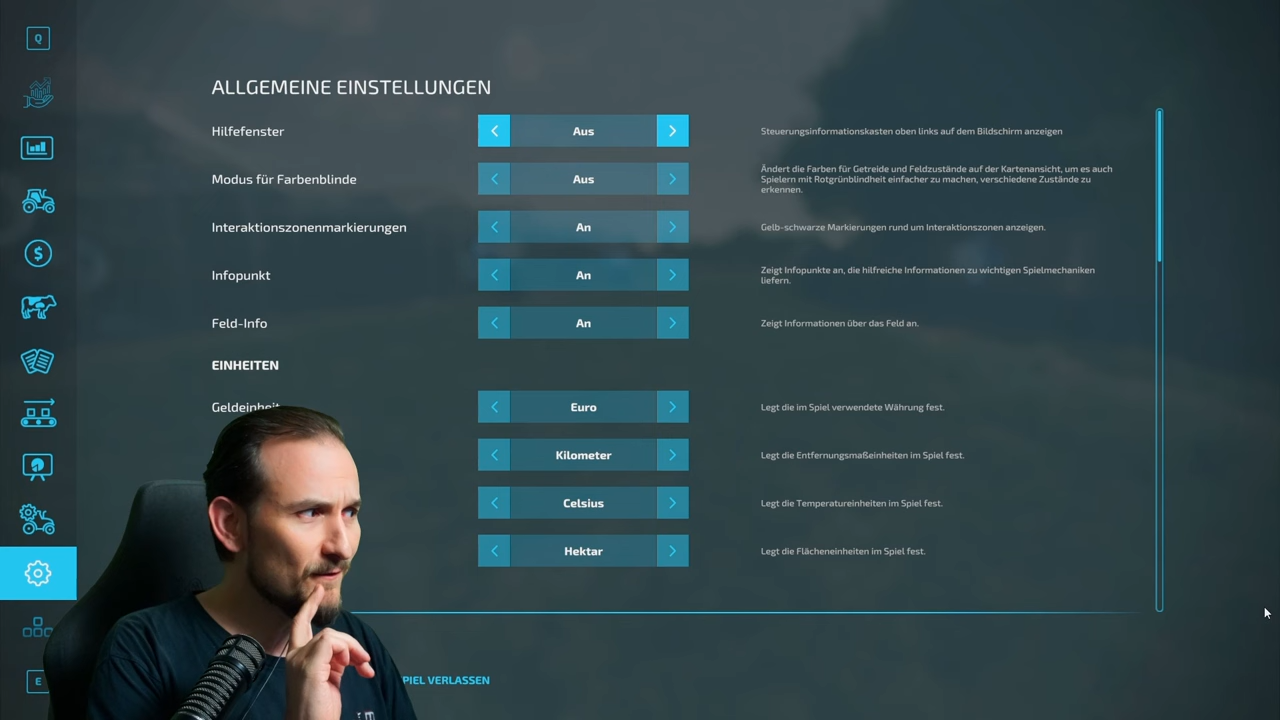 Q
ALLGEMEINE EINSTELLUNGEN
Hilfefenster
Aus
Steuerungsinformationskasten oben links auf dem Bildschirm anzeigen
Modus für Farbenblinde
Aus
Ändert die Farben für Getreide und Feldzustände auf der Kartenansicht, um es auch
Spielern mit Rotgrünblindheit einfacher zu machen, verschiedene Zustände zu
erkennen.
Interaktionszonenmarkierungen
An
Gelb-schwarze Markierungen rund um Interaktionszonen anzeigen.
Infopunkt
An
Zeigt Infopunkte an, die hilfreiche Informationen zu wichtigen Spielmechaniken
liefern.
Feld-Info
An
Zeigt Informationen über das Feld an.
EINHEITEN
Geldeinheit
Euro
Legt die im Spiel verwendete Währung fest.
Kilometer
Legt die Entfernungsmaßeinheiten im Spiel fest.
Celsius
Legt die Temperatureinheiten im Spiel fest.
Hektar
Legt die Flächeneinheiten im Spiel fest.
E
PIEL VERLASSEN